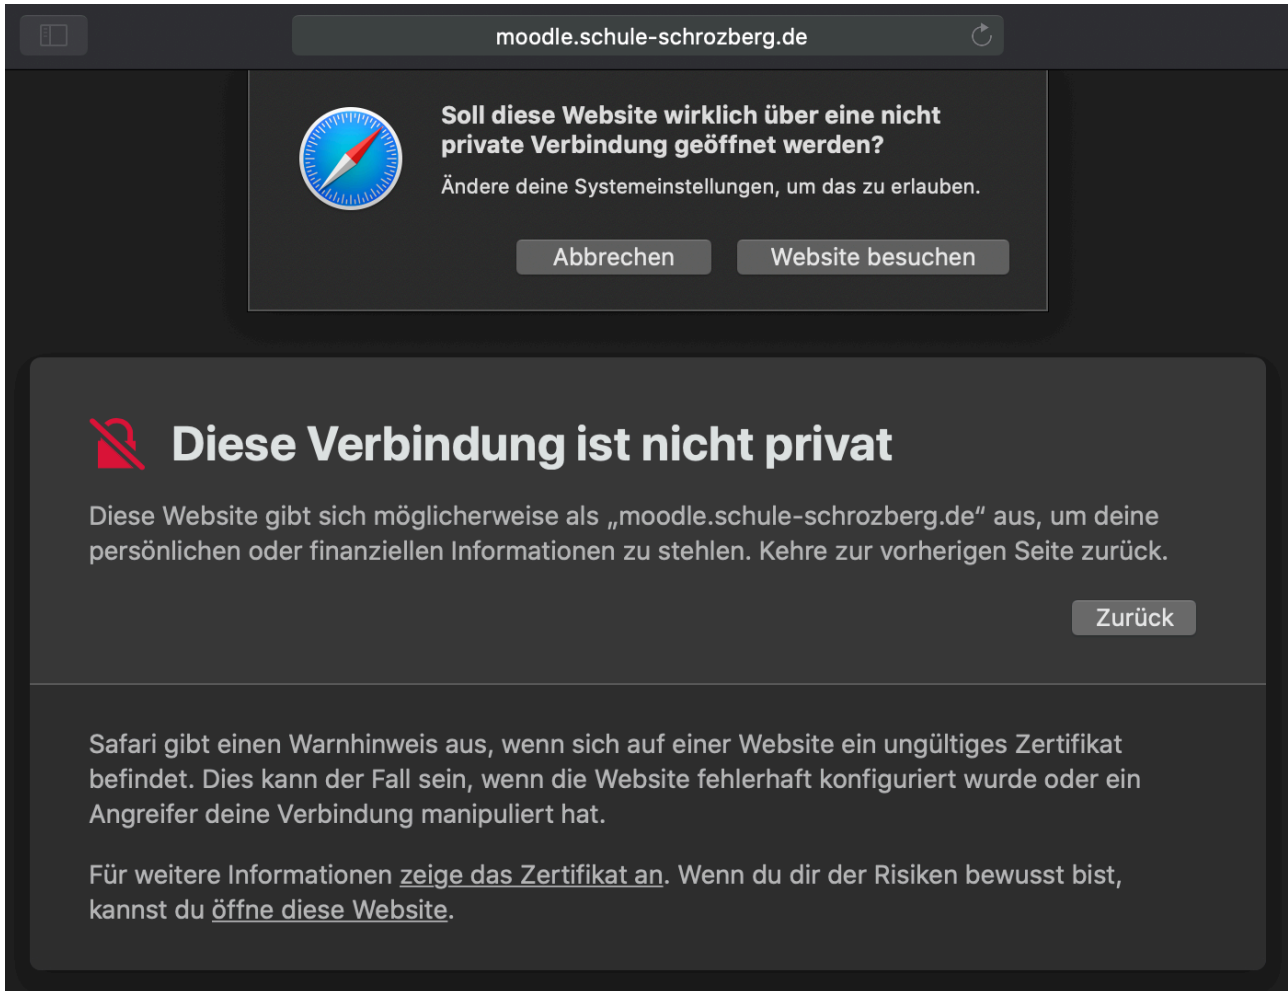 moodle.schule-schrozberg.de
Soll diese Website wirklich über eine nicht
private Verbindung geöffnet werden?
Ändere deine Systemeinstellungen, um das zu erlauben.
Abbrechen
Website besuchen
Diese Verbindung ist nicht privat
Diese Website gibt sich möglicherweise als „moodle.schule-schrozberg.de“ aus, um deine
persönlichen oder finanziellen Informationen zu stehlen. Kehre zur vorherigen Seite zurück.
Zurück
Safari gibt einen Warnhinweis aus, wenn sich auf einer Website ein ungültiges Zertifikat
befindet. Dies kann der Fall sein, wenn die Website fehlerhaft konfiguriert wurde oder ein
Angreifer deine Verbindung manipuliert hat.
Für weitere Informationen zeige das Zertifikat an. Wenn du dir der Risiken bewusst bist,
kannst du öffne diese Website.